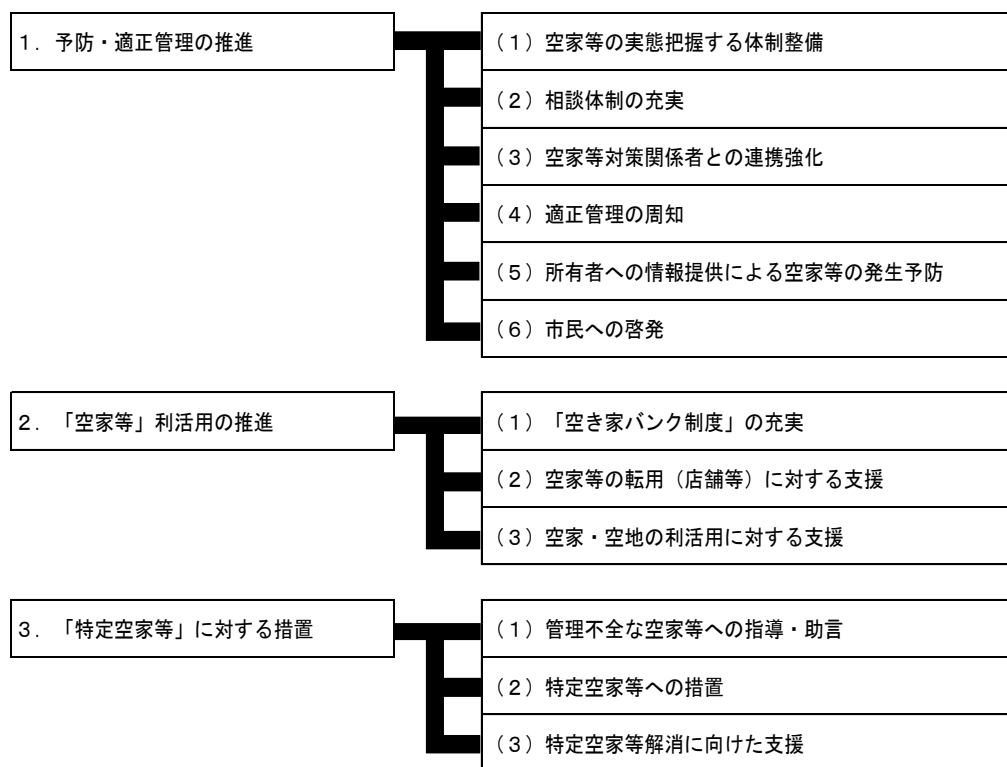 １．予防・適正管理の推進
（１）空家等の実態把握する体制整備
（２）相談体制の充実
（３）空家等対策関係者との連携強化
（４）適正管理の周知
（５）所有者への情報提供による空家等の発生予防
（６）市民への啓発
２．「空家等」利活用の推進
（１）「空き家バンク制度」の充実
（２）空家等の転用（店舗等）に対する支援
（３）空家・空地の利活用に対する支援
３．「特定空家等」に対する措置
（１）管理不全な空家等への指導・助言
（２）特定空家等への措置
（３）特定空家等解消に向けた支援